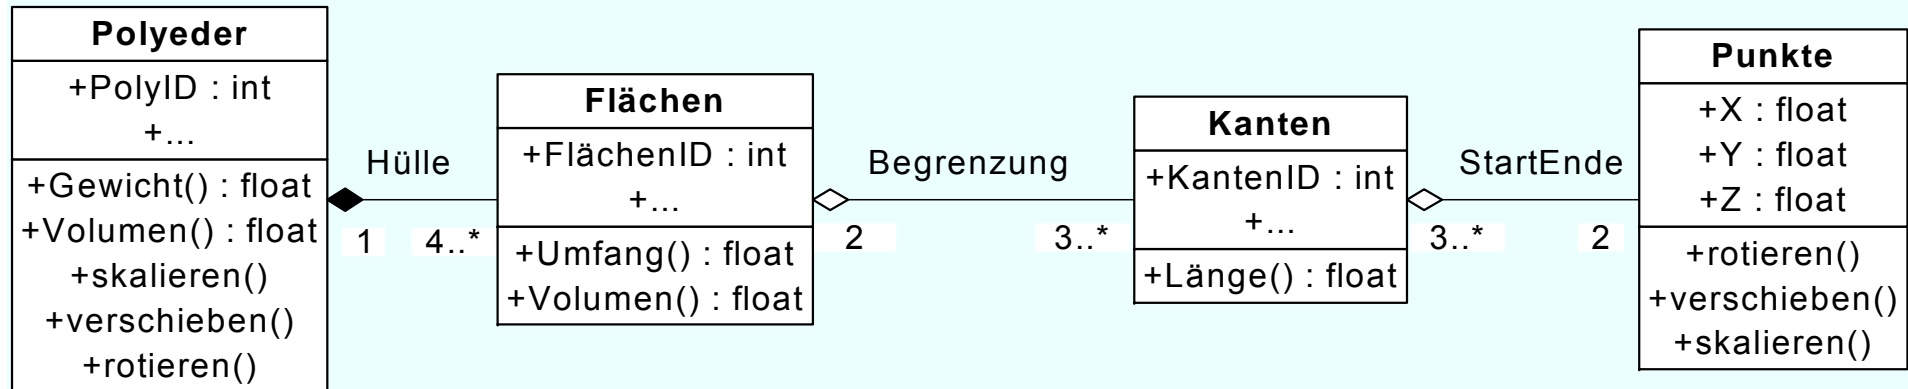 Polyeder
+PolyID : int
+...
+Gewicht() : float
+Volumen() : float
+skalieren()
+verschieben()
+rotieren()
Hülle
1
4..*
Flächen
+FlächenID : int
+...
+Umfang() : float
+Volumen() : float
Begrenzung
2
3..*
Kanten
+KantenID : int
+...
+Länge() : float
StartEnde
3..*
2
Punkte
+X : float
+Y : float
+Z : float
+rotieren()
+verschieben()
+skalieren()